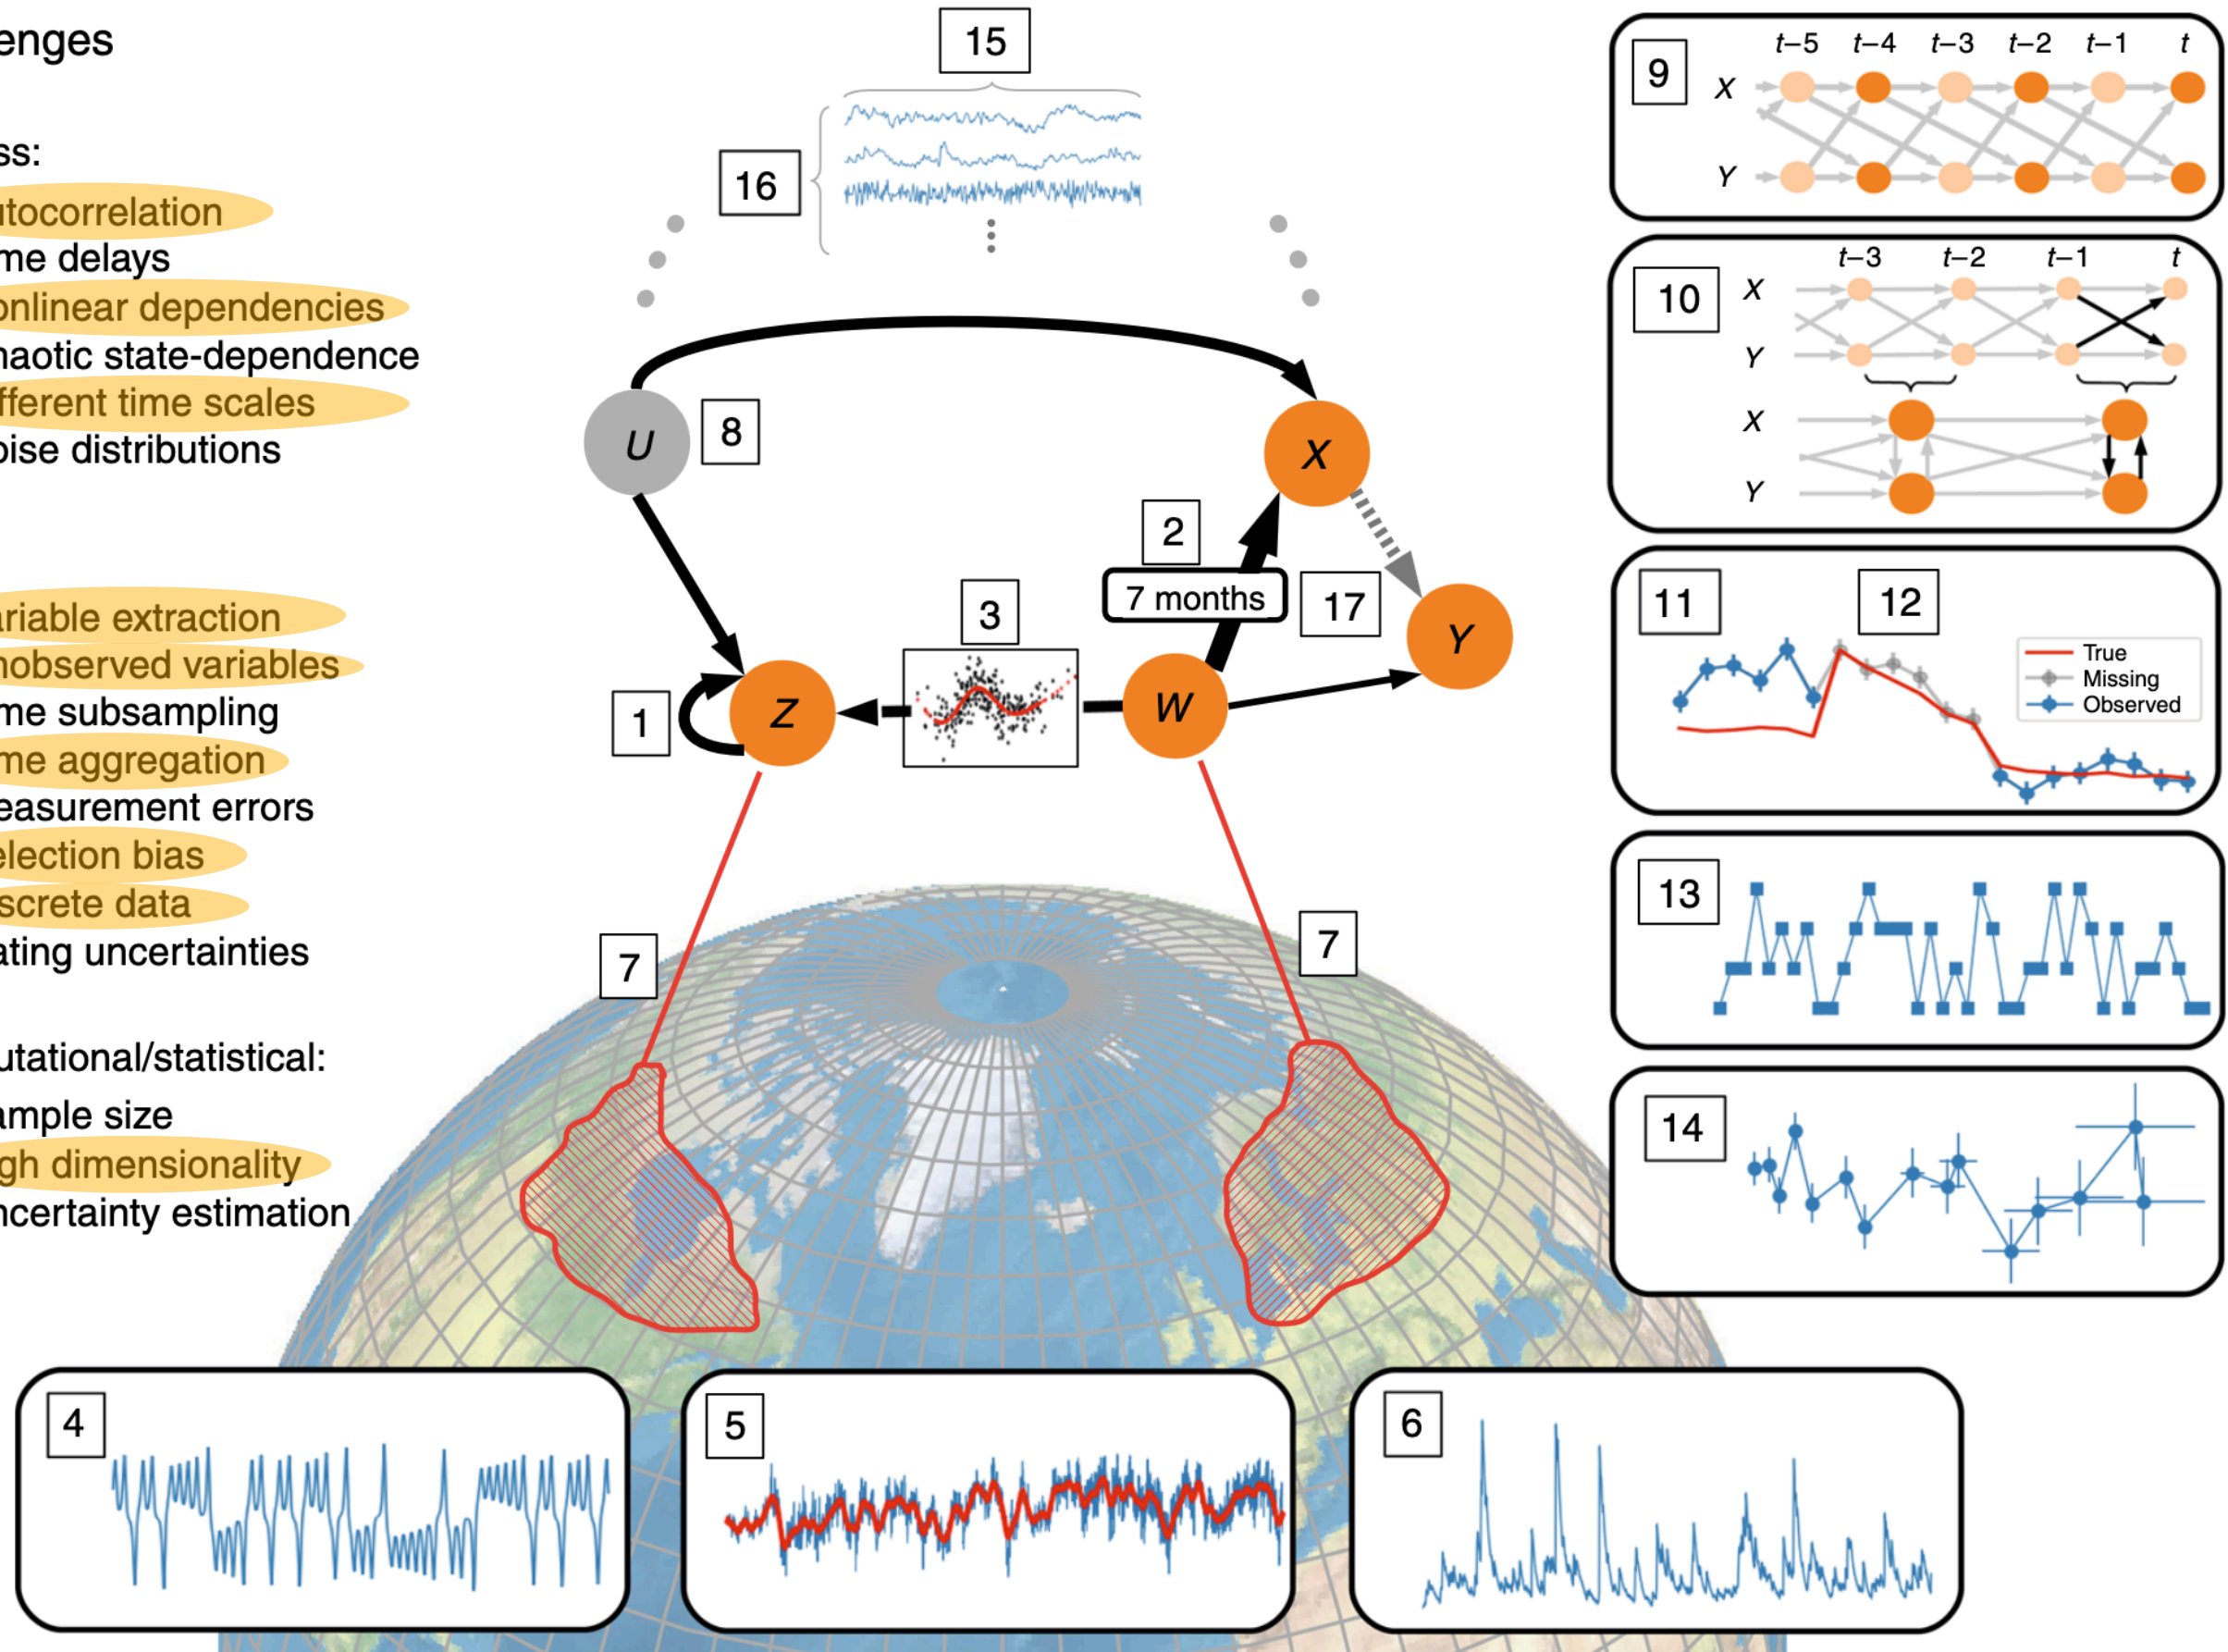 enges
ss:
utocorrelation
me delays
onlinear dependencies
haotic state-dependence
fferent time scales
oise distributions
ariable extraction
nobserved variables
me subsampling
me aggregation
easurement errors
election bias
screte data
ating uncertainties
utational/statistical:
ample size
gh dimensionality
ncertainty estimation
15
16
U
8
X
2
7 months
17
3
Y
1
Z
W
7
7
9
t–5 t–4 t–3 t–2 t–1 t
X
Y
10
t–3 t–2 t–1 t
X
Y
X
Y
11
12
True
Missing
Observed
13
14
4
5
6